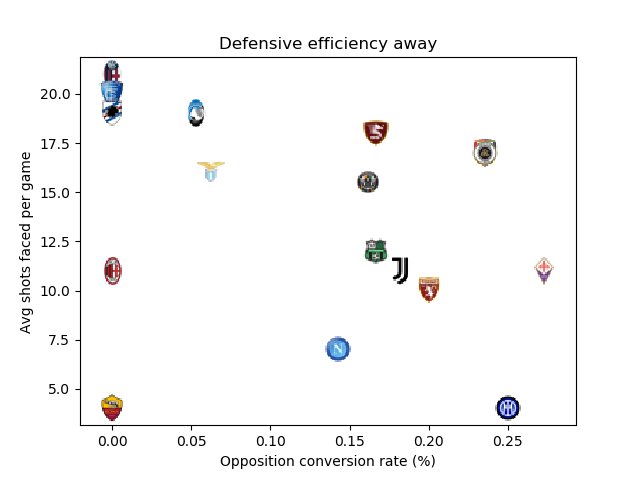 Defensive efficiency away
Avg shots faced per game
20.0
17.5
15.0
12.5
10.0
7.5
5.0
0.00 0.05 0.10 0.15 0.20 0.25
Opposition conversion rate (%)